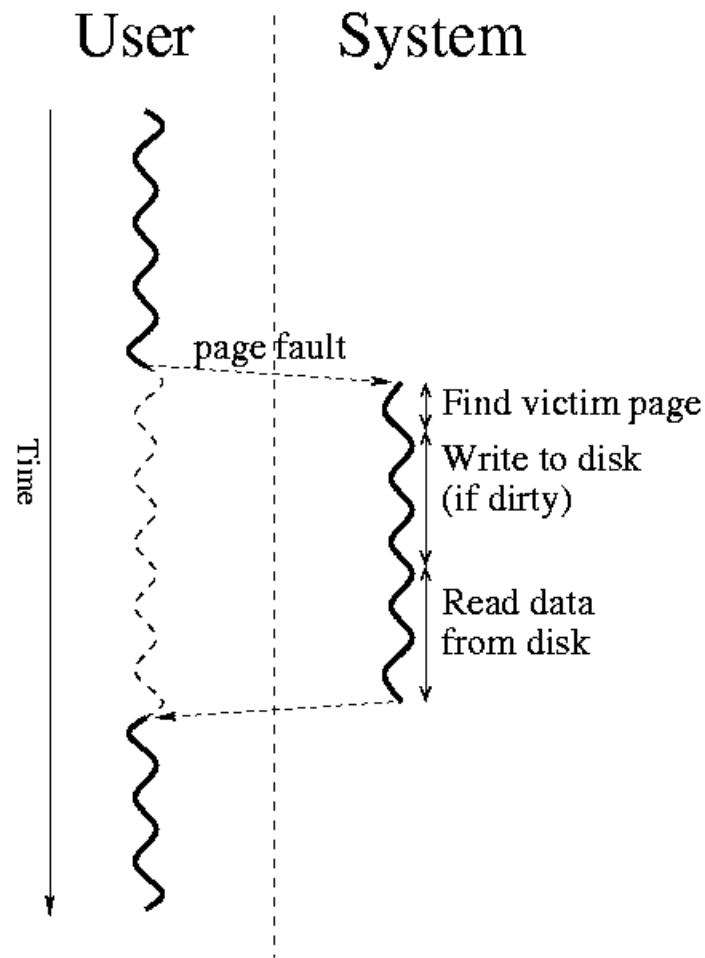 User
System
page fault
Find victim page
Write to disk
(if dirty)
Time
Read data
from disk